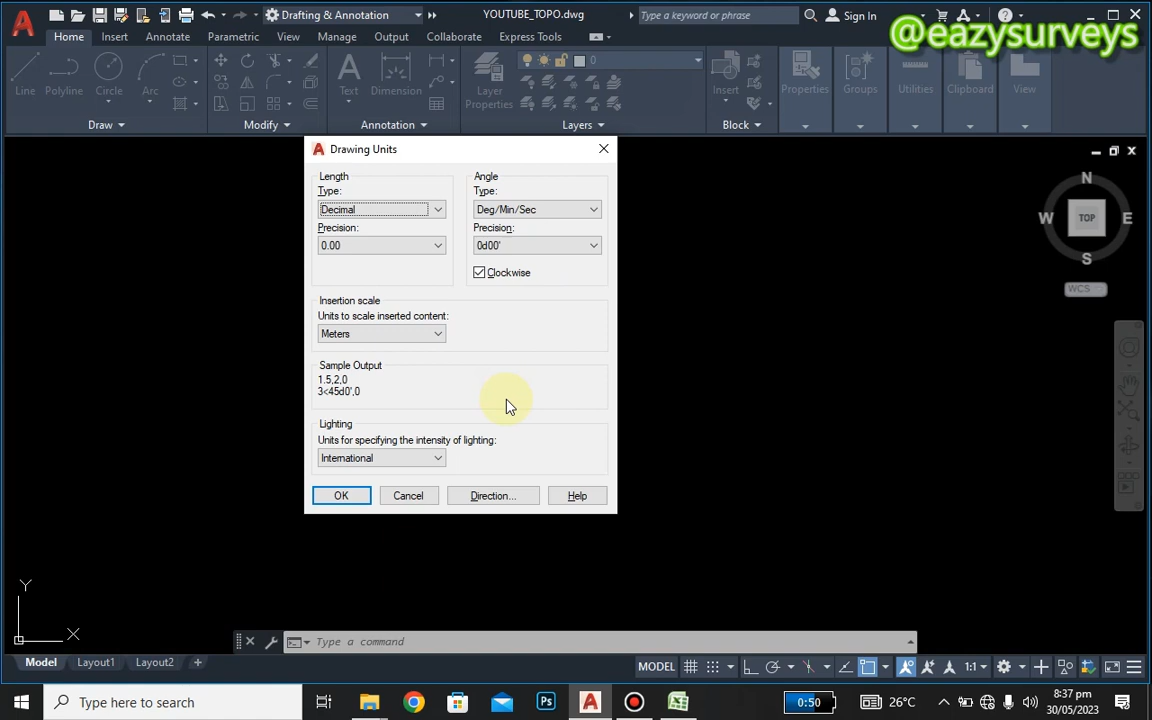 Drafting & Annotation
YOUTUBE_TOPO.dwg
Type a keyword or phrase
Sign In
@eazysurveys
Home
Insert
Annotate
Parametric
View
Manage
Output
Collaborate
Express Tools
Line
Polyline
Circle
Arc
Text
Dimension
Layer
Properties
0
Insert
Properties
Groups
Utilities
Clipboard
View
Draw
Modify
Annotation
Layers
Block
Drawing Units
Length
Type:
Decimal
Precision:
0.00
Angle
Type:
Deg/Min/Sec
Precision:
0d00'
Clockwise
Insertion scale
Units to scale inserted content:
Meters
Sample Output
1.5,2,0
3<45d0',0
Lighting
Units for specifying the intensity of lighting:
International
OK
Cancel
Direction...
Help
N
W
TOP
E
S
WCS
Y
X
Type a command
Model
Layout1
Layout2
MODEL
1:1
Type here to search
0:50
26°C
8:37 pm
30/05/2023